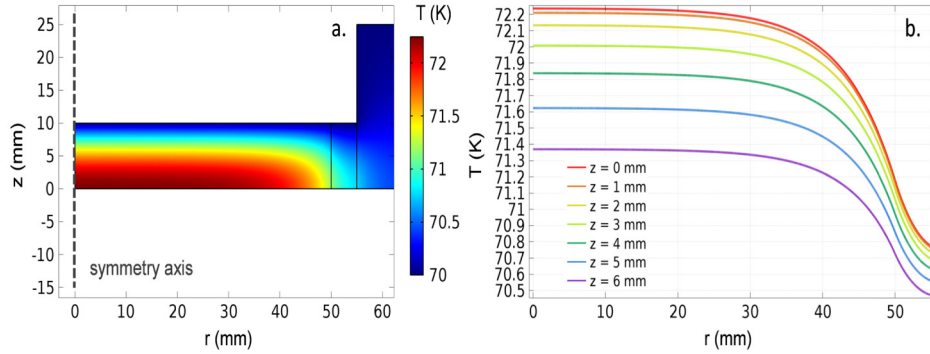 a.
T (K)
25
20
15
10
5
0
-5
-10
-15
z (mm)
symmetry axis
0 10 20 30 40 50 60
r (mm)
72
71.5
71
70.5
70
b.
T (K)
72.2
72.1
72
71.9
71.8
71.7
71.6
71.5
71.4
71.3
71.2
71.1
71
70.9
70.8
70.7
70.6
70.5
z = 0 mm
z = 1 mm
z = 2 mm
z = 3 mm
z = 4 mm
z = 5 mm
z = 6 mm
0 10 20 30 40 50
r (mm)